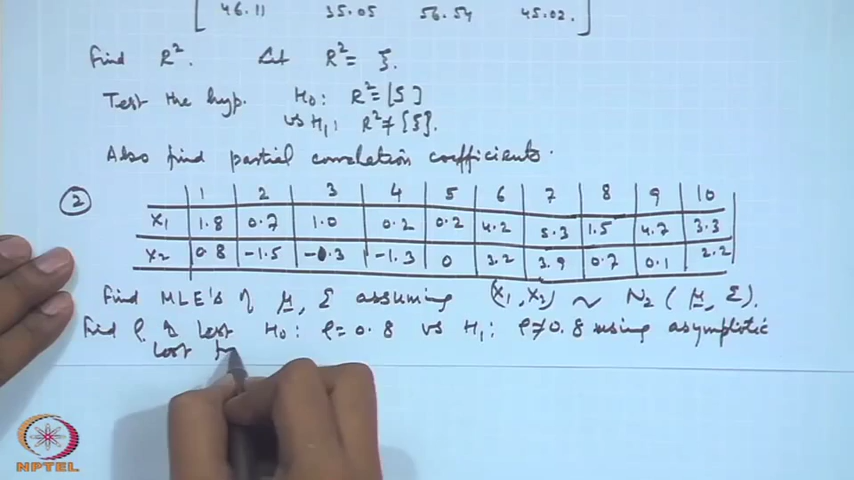 46.11 35.05 56.54 45.02.
Find R². Let R² = ξ.
Test the hyp. H₀: R² = [ξ]
vs H₁: R² ≠ [ξ].
Also find partial correlation coefficients.
② 1 2 3 4 5 6 7 8 9 10
X₁ 1.8 0.7 1.0 0.2 0.2 4.2 5.3 1.5 4.7 3.3
X₂ 0.8 -1.5 -0.3 -1.3 0 3.2 3.9 0.7 0.1 2.2
Find MLE's of μ, Σ assuming (X₁, X₂) ~ N₂ (μ, Σ).
Find ρ & test H₀: ρ = 0.8 vs H₁: ρ ≠ 0.8 using asymptotic
test
NPTEL